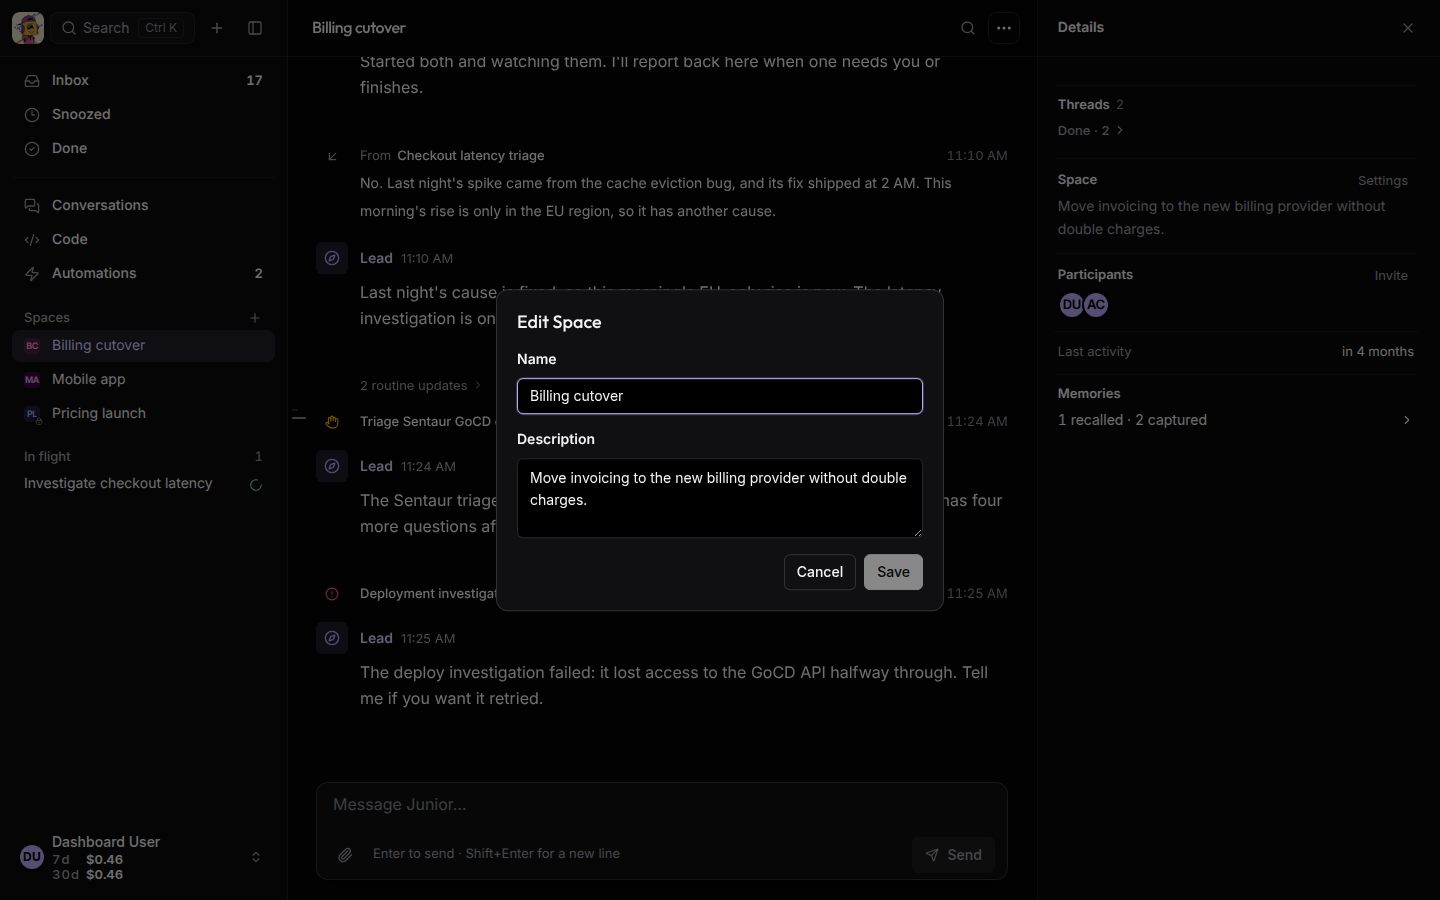 Search Ctrl K
Inbox 17
Snoozed
Done
Conversations
Code
Automations 2
Spaces
BC Billing cutover
MA Mobile app
PL Pricing launch
In flight 1
Investigate checkout latency
DU Dashboard User
7d $0.46
30d $0.46
Billing cutover
Started both and watching them. I'll report back here when one needs you or
finishes.
From Checkout latency triage 11:10 AM
No. Last night's spike came from the cache eviction bug, and its fix shipped at 2 AM. This
morning's rise is only in the EU region, so it has another cause.
Lead 11:10 AM
Last night's cause
investigation is on
2 routine updates
Triage Sentaur GoCD 11:24 AM
Lead 11:24 AM
The Sentaur triage has four
more questions
Deployment 11:25 AM
Lead 11:25 AM
The deploy investigation failed: it lost access to the GoCD API halfway through. Tell
me if you want it retried.
Message Junior...
Enter to send · Shift+Enter for a new line
Send
Edit Space
Name
Billing cutover
Description
Move invoicing to the new billing provider without double
charges.
Cancel Save
Details
Threads 2
Done · 2
Space Settings
Move invoicing to the new billing provider without
double charges.
Participants Invite
DU AC
Last activity in 4 months
Memories
1 recalled · 2 captured